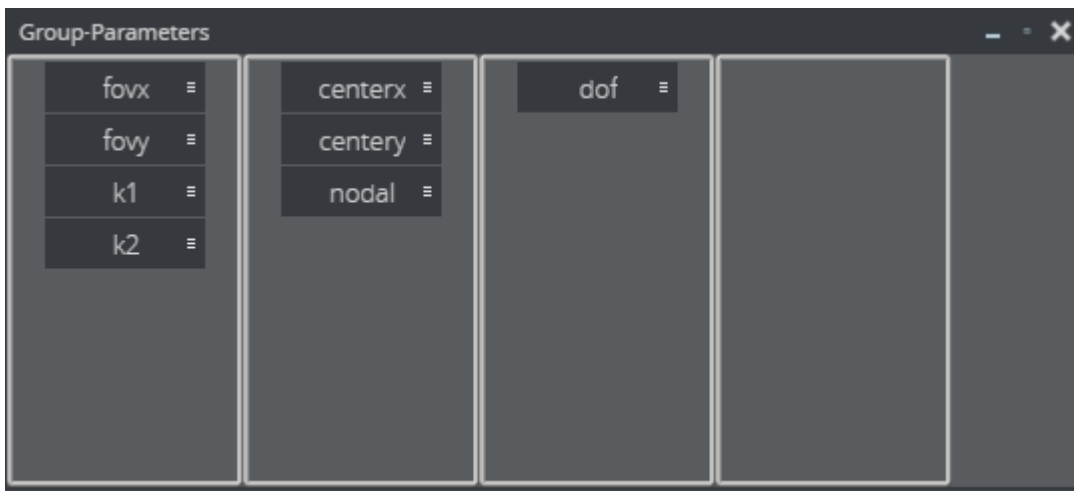 Group-Parameters
fovx
fovy
k1
k2
centerx
centery
nodal
dof